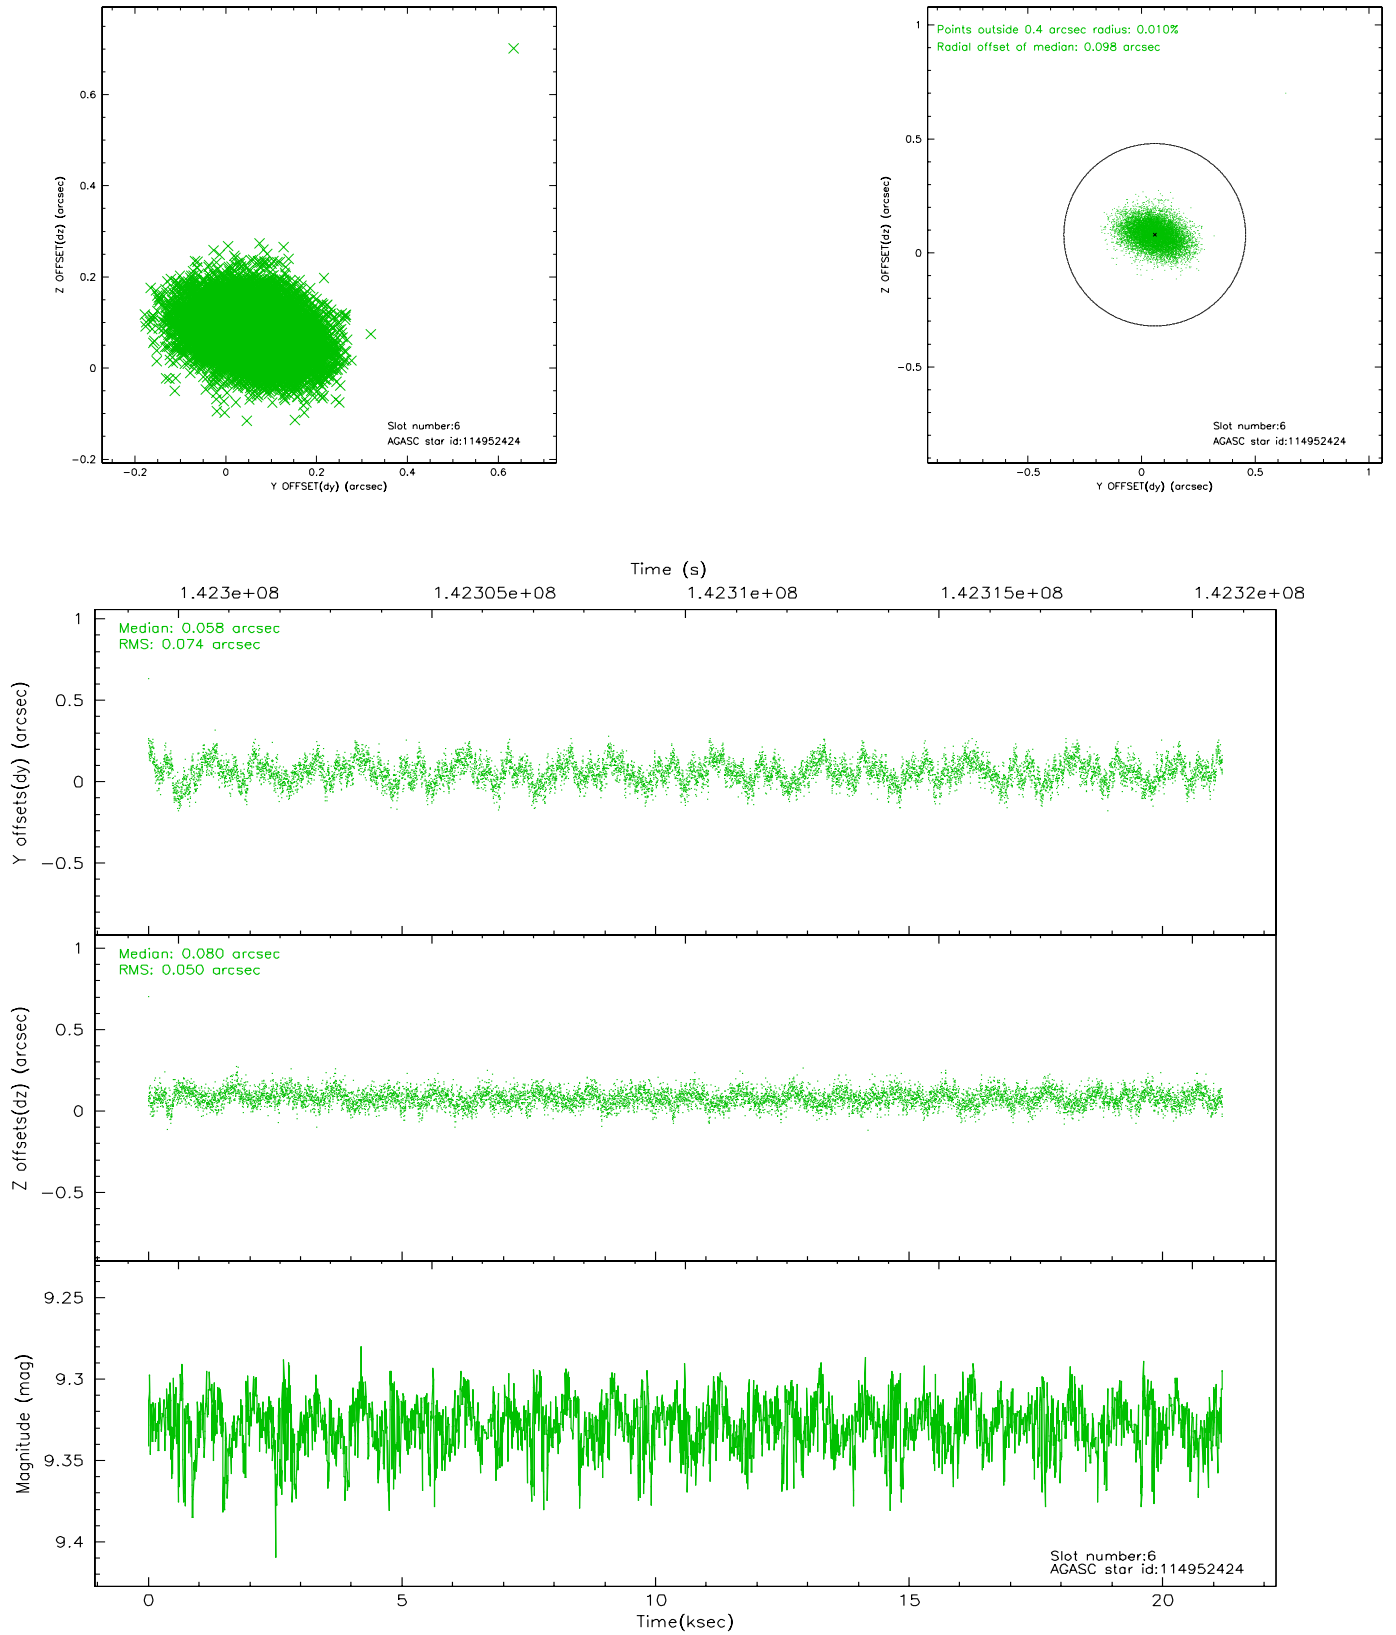 0.6
0.4
0.2
0
−0.2
Z OFFSET(dz) (arcsec)
Slot number:6
AGASC star id:114952424
−0.2 0 0.2 0.4 0.6
Y OFFSET(dy) (arcsec)
Points outside 0.4 arcsec radius: 0.010%
Radial offset of median: 0.098 arcsec
1
0.5
0
−0.5
Z OFFSET(dz) (arcsec)
Slot number:6
AGASC star id:114952424
−0.5 0 0.5 1
Y OFFSET(dy) (arcsec)
Time (s)
1.423e+08 1.42305e+08 1.4231e+08 1.42315e+08 1.4232e+08
Median: 0.058 arcsec
RMS: 0.074 arcsec
1
0.5
0
−0.5
Y offsets(dy) (arcsec)
Median: 0.080 arcsec
RMS: 0.050 arcsec
1
0.5
0
−0.5
Z offsets(dz) (arcsec)
9.25
9.3
9.35
9.4
Magnitude (mag)
Slot number:6
AGASC star id:114952424
0 5 10 15 20
Time(ksec)